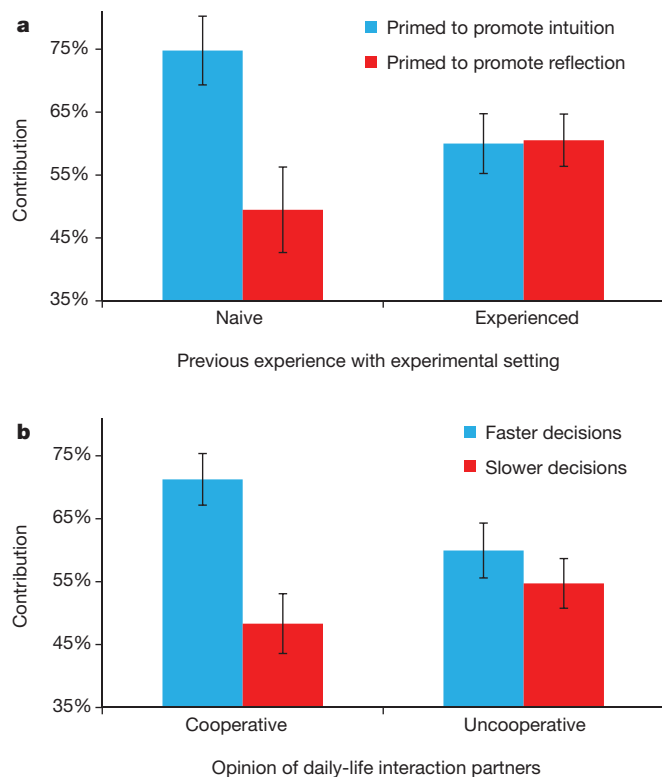 a
Primed to promote intuition
Primed to promote reflection
Contribution
75%
65%
55%
45%
35%
Naive
Experienced
Previous experience with experimental setting
b
Faster decisions
Slower decisions
Contribution
75%
65%
55%
45%
35%
Cooperative
Uncooperative
Opinion of daily-life interaction partners